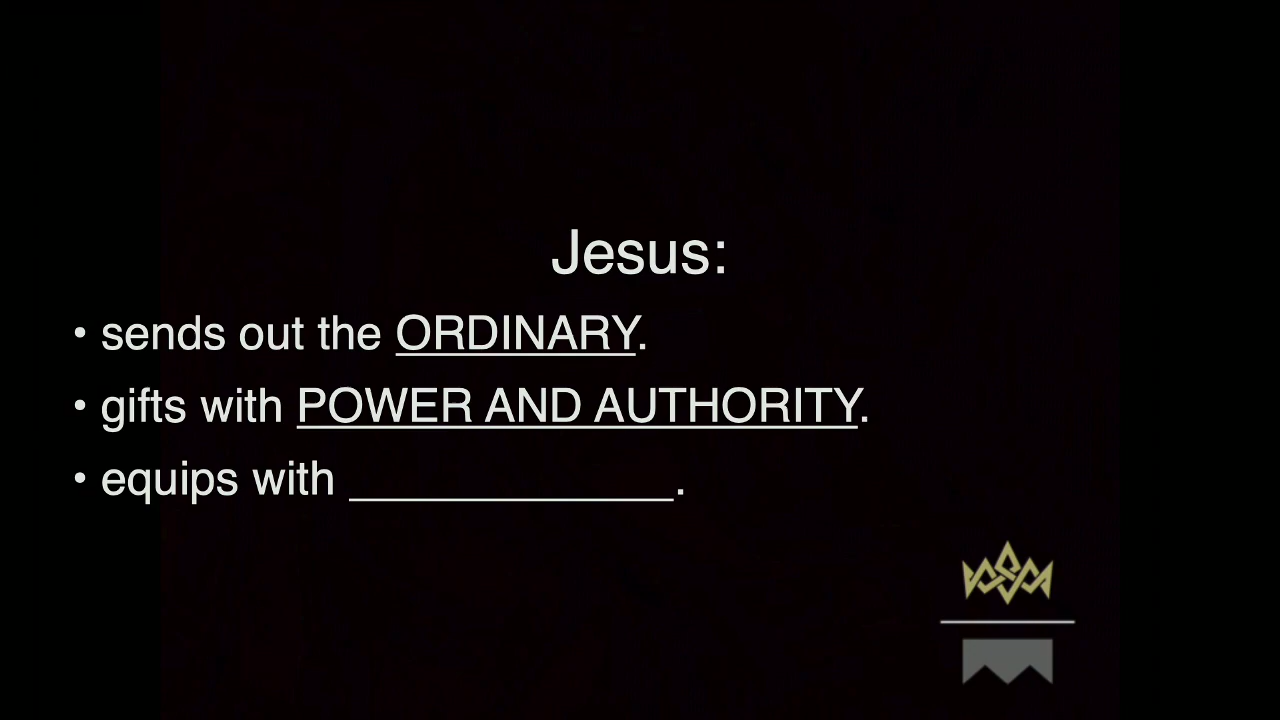 Jesus:
• sends out the ORDINARY.
• gifts with POWER AND AUTHORITY.
• equips with _____________.